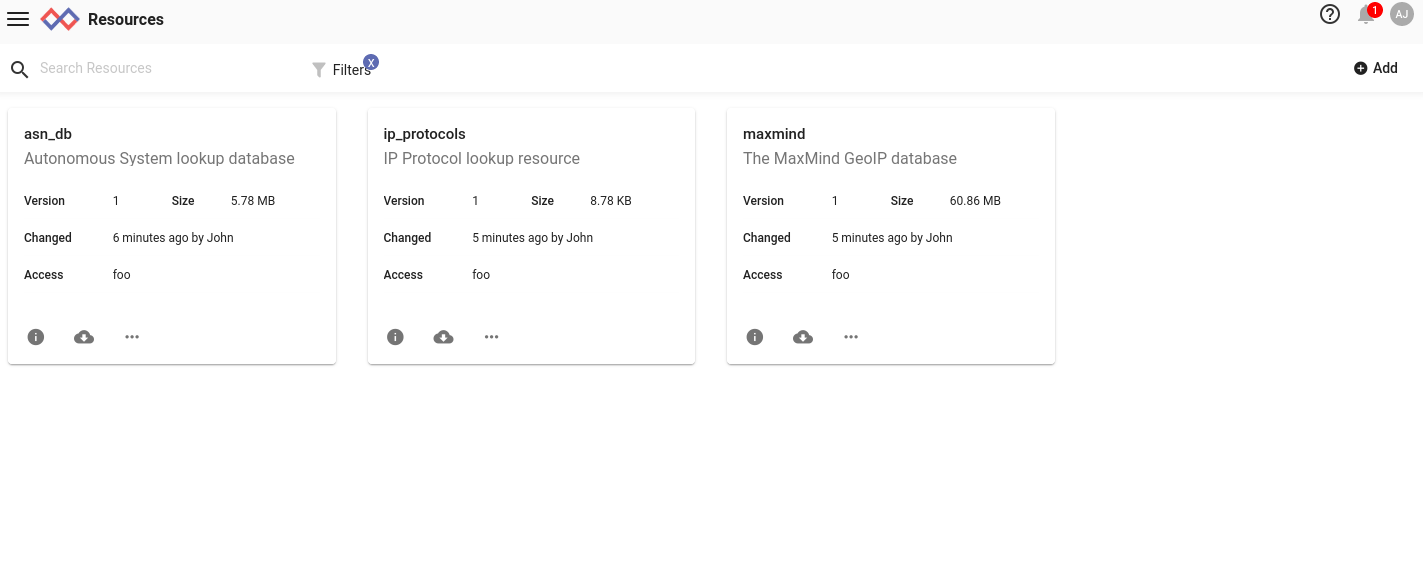 Resources
1
AJ
Search Resources
Filters
X
Add
asn_db
Autonomous System lookup database
Version 1 Size 5.78 MB
Changed 6 minutes ago by John
Access foo
ip_protocols
IP Protocol lookup resource
Version 1 Size 8.78 KB
Changed 5 minutes ago by John
Access foo
maxmind
The MaxMind GeoIP database
Version 1 Size 60.86 MB
Changed 5 minutes ago by John
Access foo